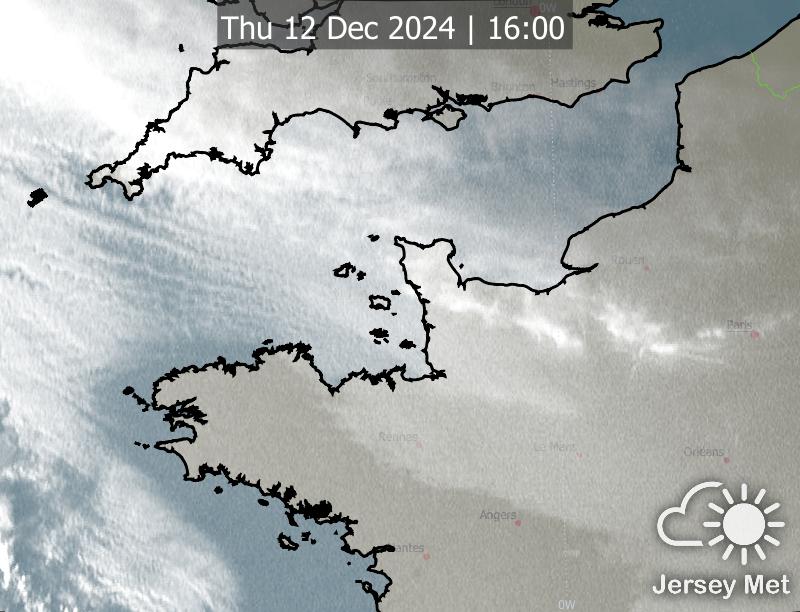 London
0W
Thu 12 Dec 2024 | 16:00
Southampton
Brighton
Hastings
Rouen
Paris
Rennes
Le Mans
Orleans
Angers
Nantes
0W
Jersey Met